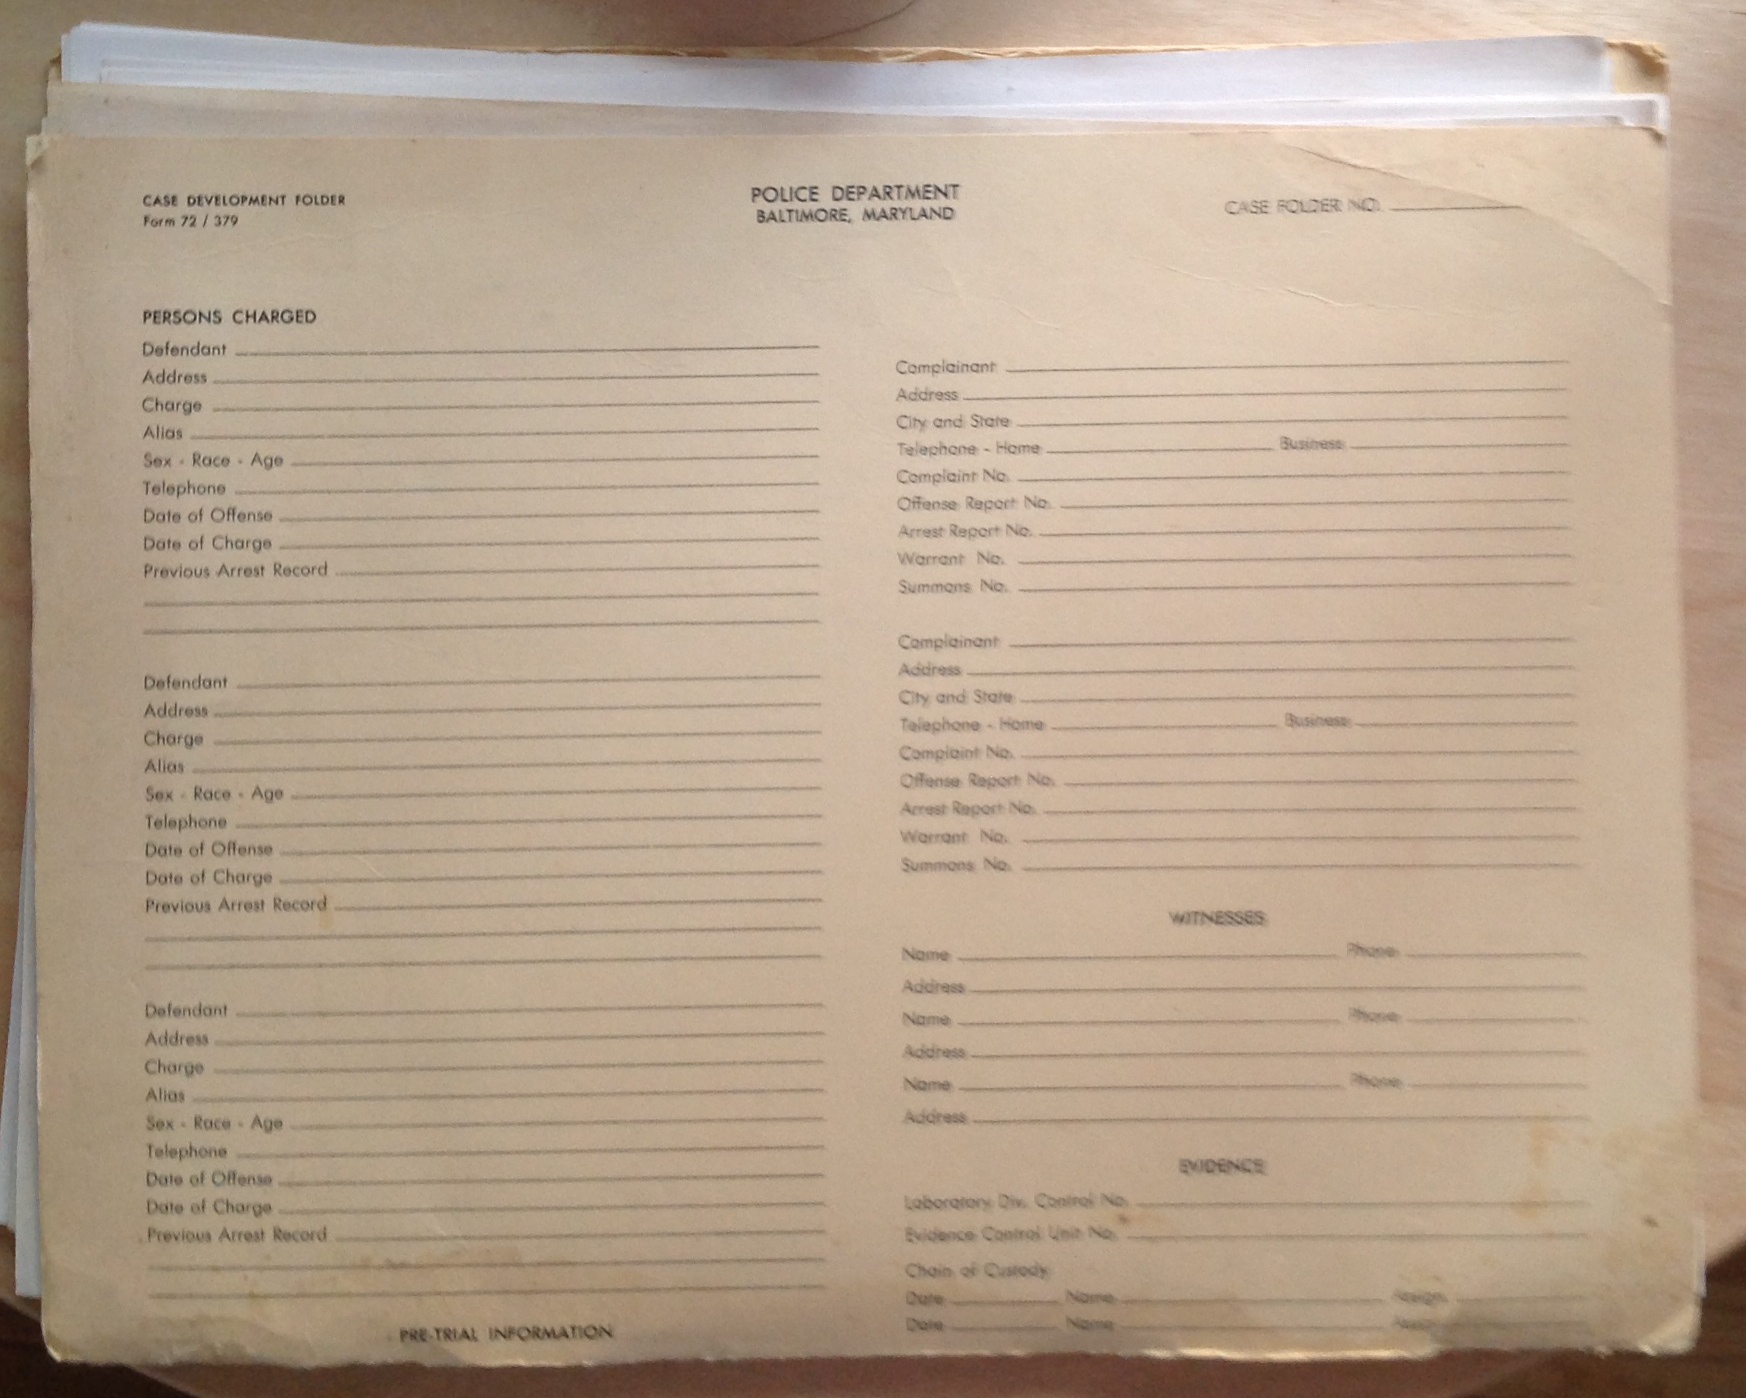 CASE DEVELOPMENT FOLDER
Form 72 / 379
POLICE DEPARTMENT
BALTIMORE, MARYLAND
CASE FOLDER NO.
PERSONS CHARGED
Defendant
Address
Charge
Alias
Sex - Race - Age
Telephone
Date of Offense
Date of Charge
Previous Arrest Record
Defendant
Address
Charge
Alias
Sex - Race - Age
Telephone
Date of Offense
Date of Charge
Previous Arrest Record
Defendant
Address
Charge
Alias
Sex - Race - Age
Telephone
Date of Offense
Date of Charge
Previous Arrest Record
PRE-TRIAL INFORMATION
Complainant
Address
City and State
Telephone - Home Business
Complaint No.
Offense Report No.
Arrest Report No.
Warrant No.
Summons No.
Complainant
Address
City and State
Telephone - Home Business
Complaint No.
Offense Report No.
Arrest Report No.
Warrant No.
Summons No.
WITNESSES
Name Phone
Address
Name Phone
Address
Name Phone
Address
EVIDENCE
Laboratory Div. Control No.
Evidence Control Unit No.
Chain of Custody
Date Name
Date Name